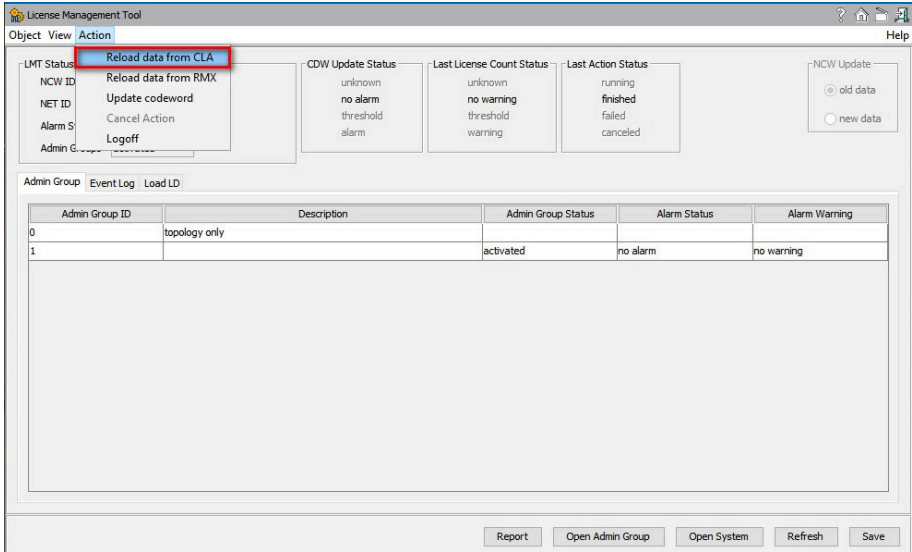 License Management Tool
?
Object View Action Help
Reload data from CLA
Reload data from RMX
Update codeword
Cancel Action
Logoff
LMT Status
NCW ID
NET ID
Alarm S
Admin G
CDW Update Status
unknown
no alarm
threshold
alarm
Last License Count Status
unknown
no warning
threshold
warning
Last Action Status
running
finished
failed
canceled
NCW Update
old data
new data
Admin Group Event Log Load LD
Admin Group ID Description Admin Group Status Alarm Status Alarm Warning
0 topology only
1 activated no alarm no warning
Report Open Admin Group Open System Refresh Save